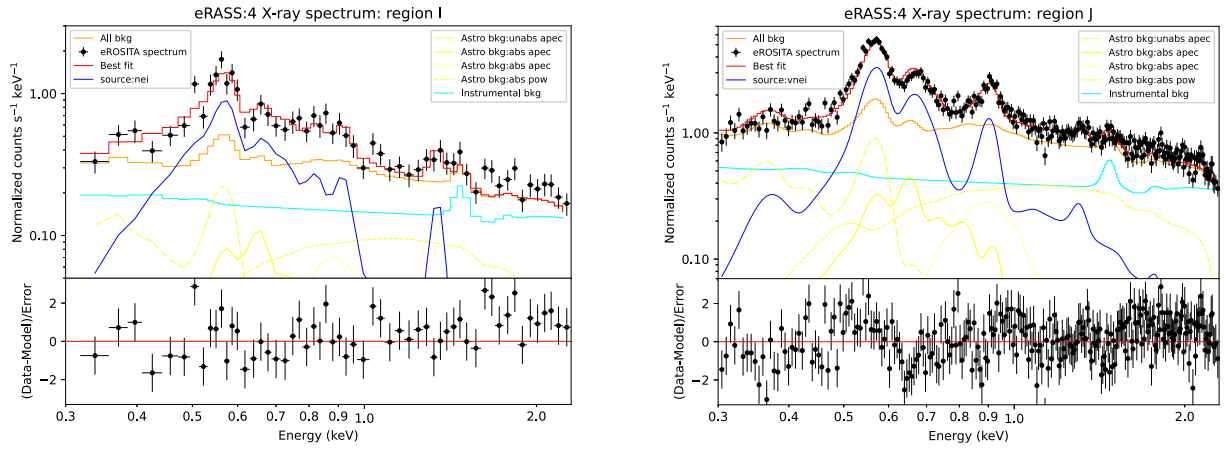 eRASS:4 X-ray spectrum: region I
All bkg
eROSITA spectrum
Best fit
source:nei
Astro bkg:unabs apec
Astro bkg:abs apec
Astro bkg:abs apec
Astro bkg:abs pow
Instrumental bkg
Normalized counts s⁻¹ keV⁻¹
1.00
0.10
(Data-Model)/Error
2
0
−2
0.3
0.4
0.5
0.6
0.7
0.8
0.9
1.0
2.0
Energy (keV)
eRASS:4 X-ray spectrum: region J
All bkg
eROSITA spectrum
Best fit
source:vnei
Astro bkg:unabs apec
Astro bkg:abs apec
Astro bkg:abs apec
Astro bkg:abs pow
Instrumental bkg
Normalized counts s⁻¹ keV⁻¹
1.00
0.10
(Data-Model)/Error
2
0
−2
0.3
0.4
0.5
0.6
0.7
0.8
0.9
1.0
2.0
Energy (keV)